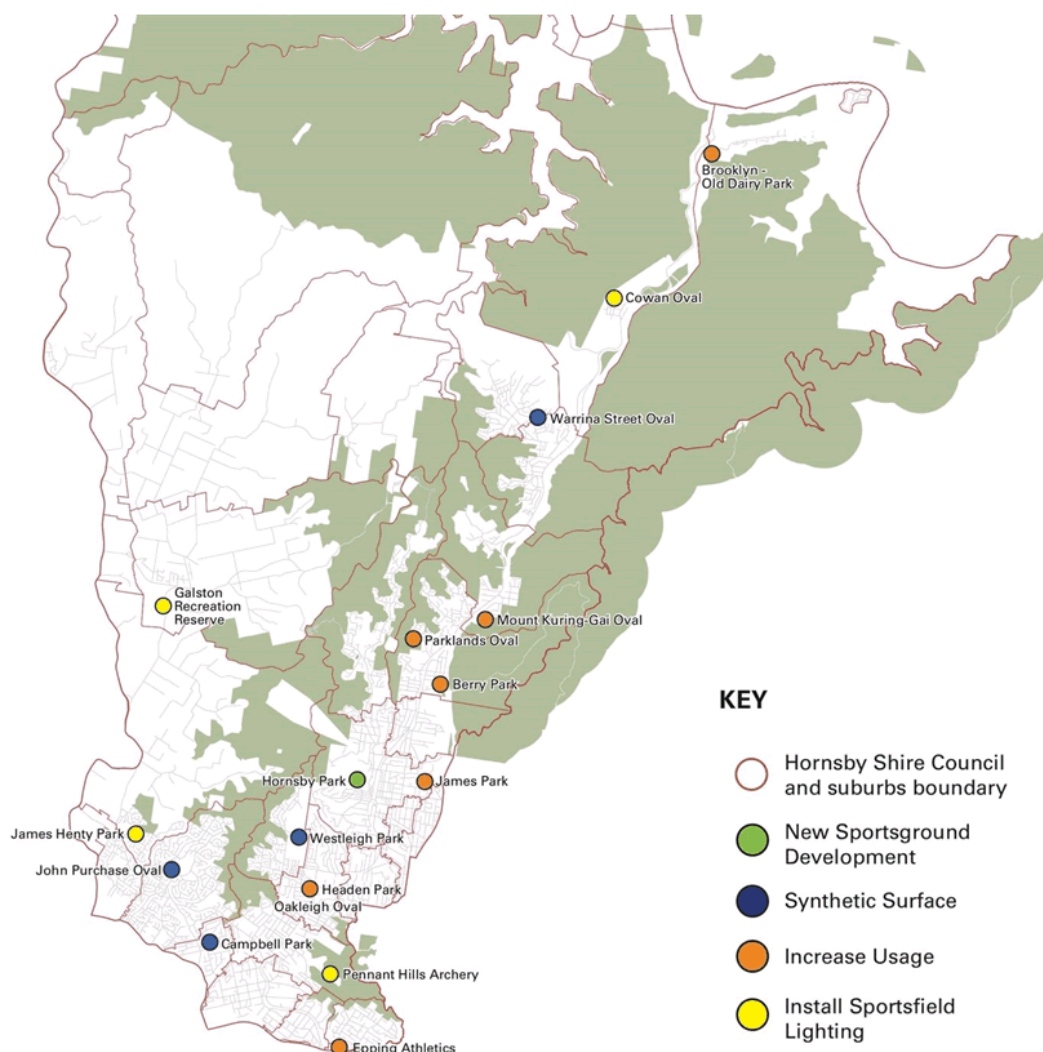 Brooklyn -
Old Dairy Park
Cowan Oval
Warrina Street Oval
Galston
Recreation
Reserve
Mount Kuring-Gai Oval
Parklands Oval
Berry Park
Hornsby Park
James Park
James Henty Park
Westleigh Park
John Purchase Oval
Headen Park
Oakleigh Oval
Campbell Park
Pennant Hills Archery
Epping Athletics
KEY
Hornsby Shire Council
and suburbs boundary
New Sportsground
Development
Synthetic Surface
Increase Usage
Install Sportsfield
Lighting